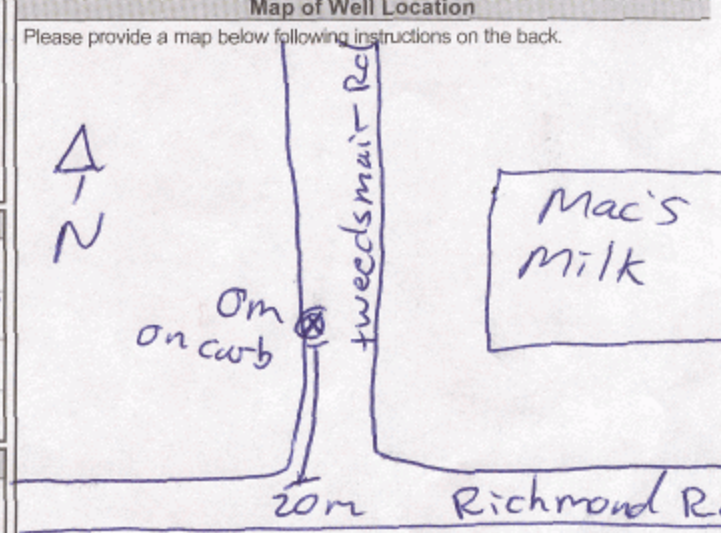 Map of Well Location
Please provide a map below following instructions on the back.
tweedsmair Rd
N
Mac's
Milk
0m
on curb
20m
Richmond R